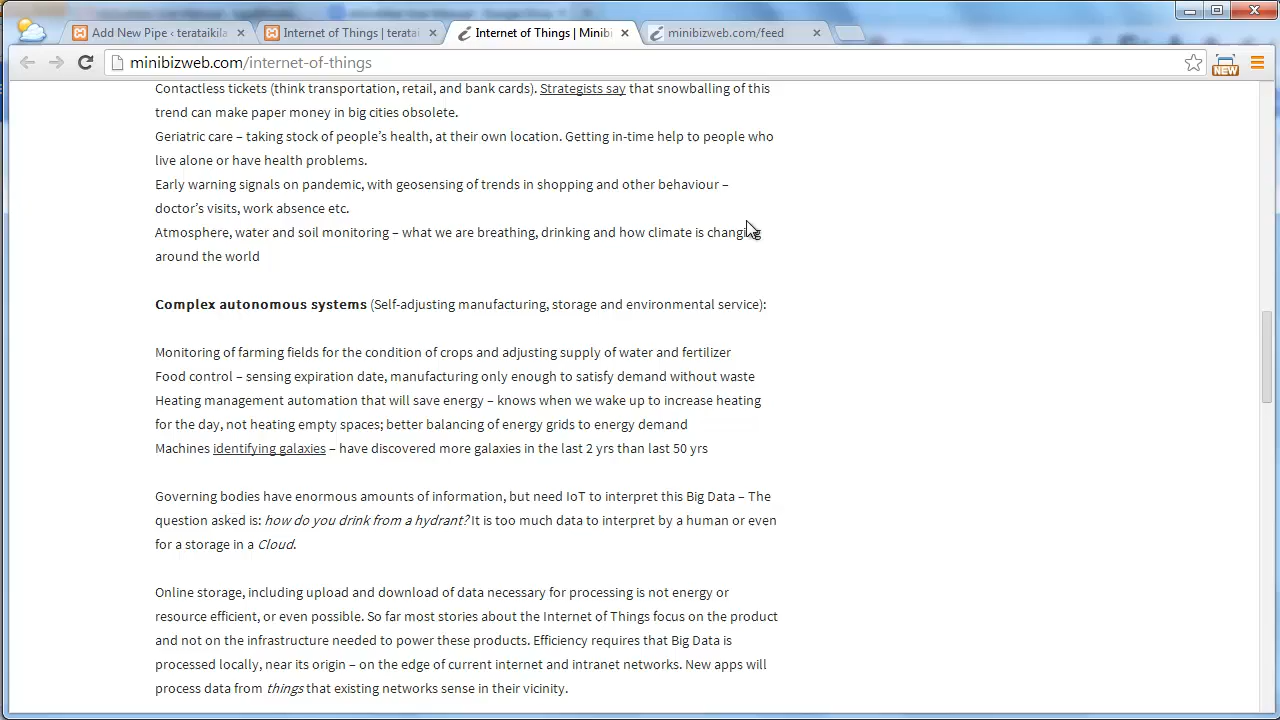 Add New Pipe ‹ terataikila
Internet of Things | teratai
Internet of Things | Minibi
minibizweb.com/feed
minibizweb.com/internet-of-things
NEW
Contactless tickets (think transportation, retail, and bank cards). Strategists say that snowballing of this
trend can make paper money in big cities obsolete.
Geriatric care – taking stock of people's health, at their own location. Getting in-time help to people who
live alone or have health problems.
Early warning signals on pandemic, with geosensing of trends in shopping and other behaviour –
doctor's visits, work absence etc.
Atmosphere, water and soil monitoring – what we are breathing, drinking and how climate is changing
around the world
Complex autonomous systems (Self-adjusting manufacturing, storage and environmental service):
Monitoring of farming fields for the condition of crops and adjusting supply of water and fertilizer
Food control – sensing expiration date, manufacturing only enough to satisfy demand without waste
Heating management automation that will save energy – knows when we wake up to increase heating
for the day, not heating empty spaces; better balancing of energy grids to energy demand
Machines identifying galaxies – have discovered more galaxies in the last 2 yrs than last 50 yrs
Governing bodies have enormous amounts of information, but need IoT to interpret this Big Data – The
question asked is: how do you drink from a hydrant? It is too much data to interpret by a human or even
for a storage in a Cloud.
Online storage, including upload and download of data necessary for processing is not energy or
resource efficient, or even possible. So far most stories about the Internet of Things focus on the product
and not on the infrastructure needed to power these products. Efficiency requires that Big Data is
processed locally, near its origin – on the edge of current internet and intranet networks. New apps will
process data from things that existing networks sense in their vicinity.